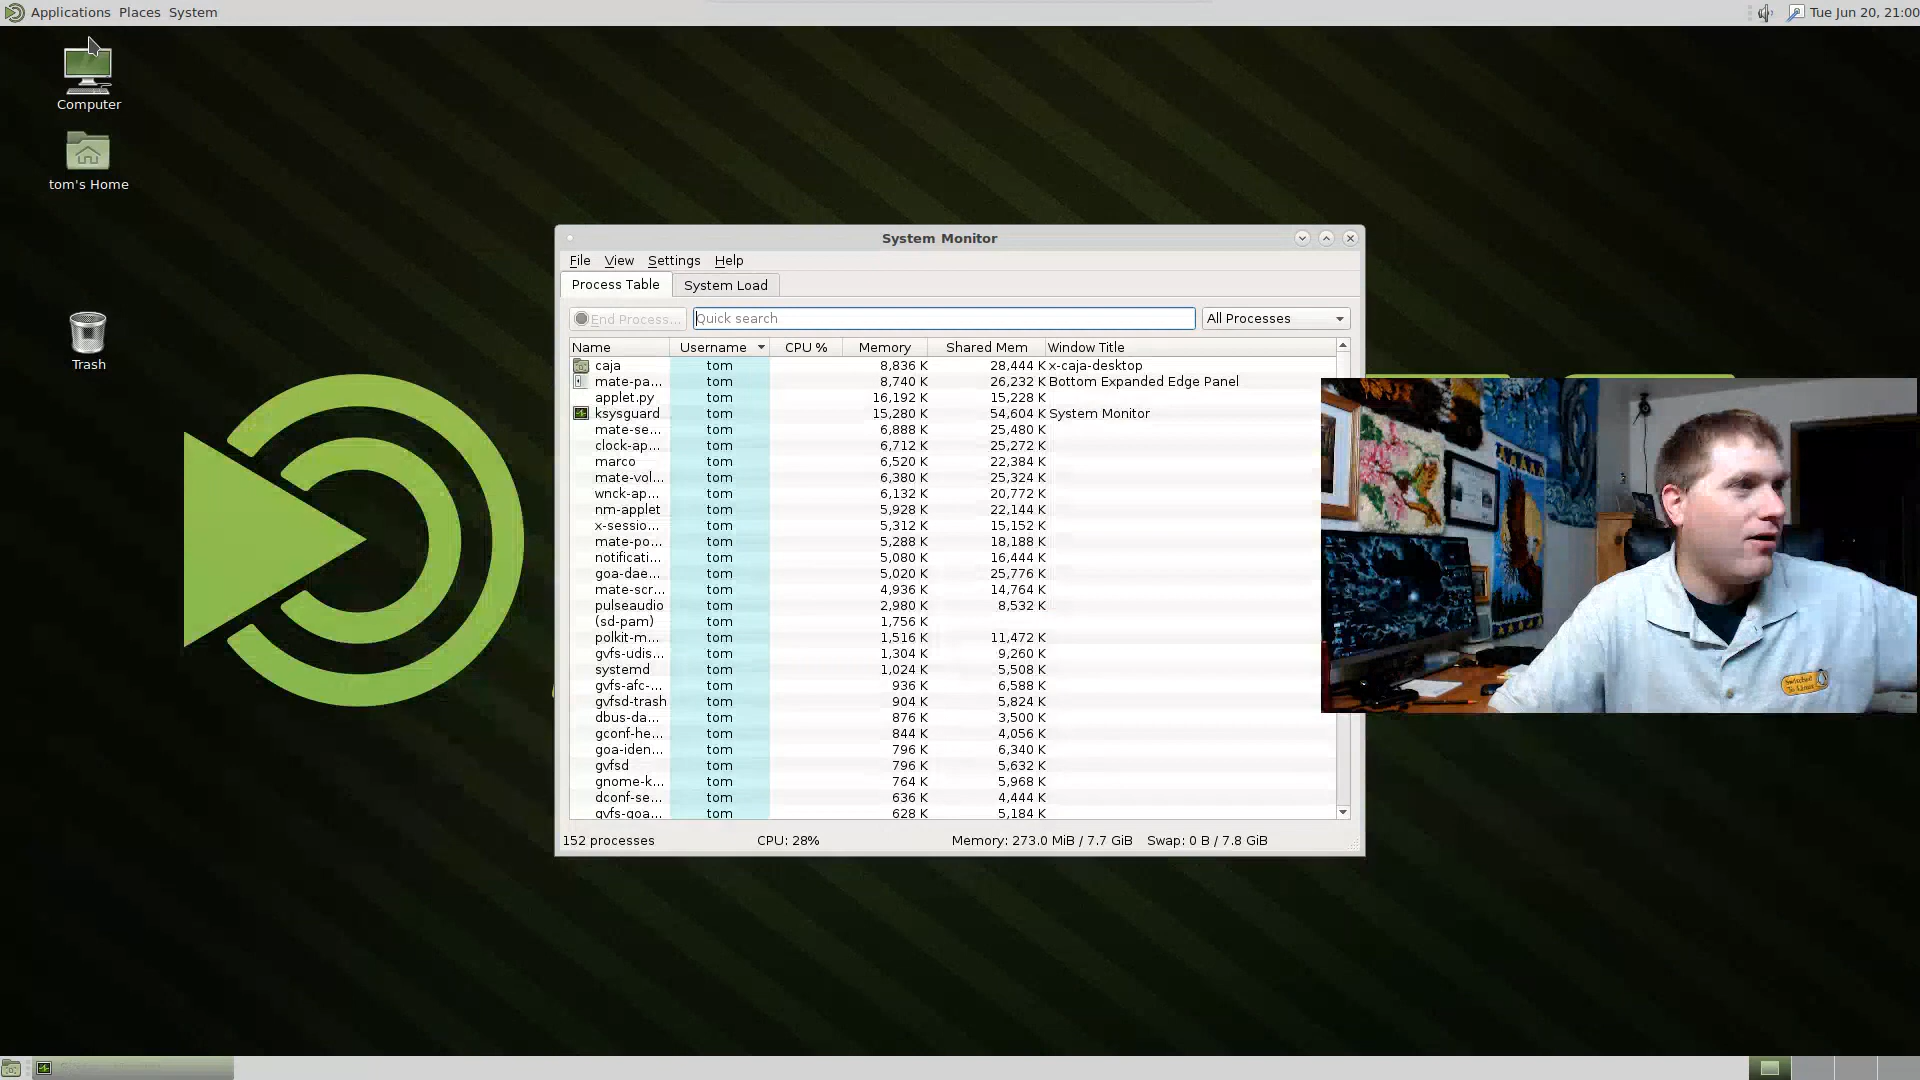 Applications Places System
Tue Jun 20, 21:00
Computer
tom's Home
Trash
System Monitor
File View Settings Help
Process Table System Load
End Process... Quick search All Processes
Name Username CPU % Memory Shared Mem Window Title
caja tom 8,836 K 28,444 K x-caja-desktop
mate-pa... tom 8,740 K 26,232 K Bottom Expanded Edge Panel
applet.py tom 16,192 K 15,228 K
ksysguard tom 15,280 K 54,604 K System Monitor
mate-se... tom 6,888 K 25,480 K
clock-ap... tom 6,712 K 25,272 K
marco tom 6,520 K 22,384 K
mate-vol... tom 6,380 K 25,324 K
wnck-ap... tom 6,132 K 20,772 K
nm-applet tom 5,928 K 22,144 K
x-sessio... tom 5,312 K 15,152 K
mate-po... tom 5,288 K 18,188 K
notificati... tom 5,080 K 16,444 K
goa-dae... tom 5,020 K 25,776 K
mate-scr... tom 4,936 K 14,764 K
pulseaudio tom 2,980 K 8,532 K
(sd-pam) tom 1,756 K
polkit-m... tom 1,516 K 11,472 K
gvfs-udis... tom 1,304 K 9,260 K
systemd tom 1,024 K 5,508 K
gvfs-afc-... tom 936 K 6,588 K
gvfsd-trash tom 904 K 5,824 K
dbus-da... tom 876 K 3,500 K
gconf-he... tom 844 K 4,056 K
goa-iden... tom 796 K 6,340 K
gvfsd tom 796 K 5,632 K
gnome-k... tom 764 K 5,968 K
dconf-se... tom 636 K 4,444 K
gvfs-goa... tom 628 K 5,184 K
152 processes CPU: 28% Memory: 273.0 MiB / 7.7 GiB Swap: 0 B / 7.8 GiB